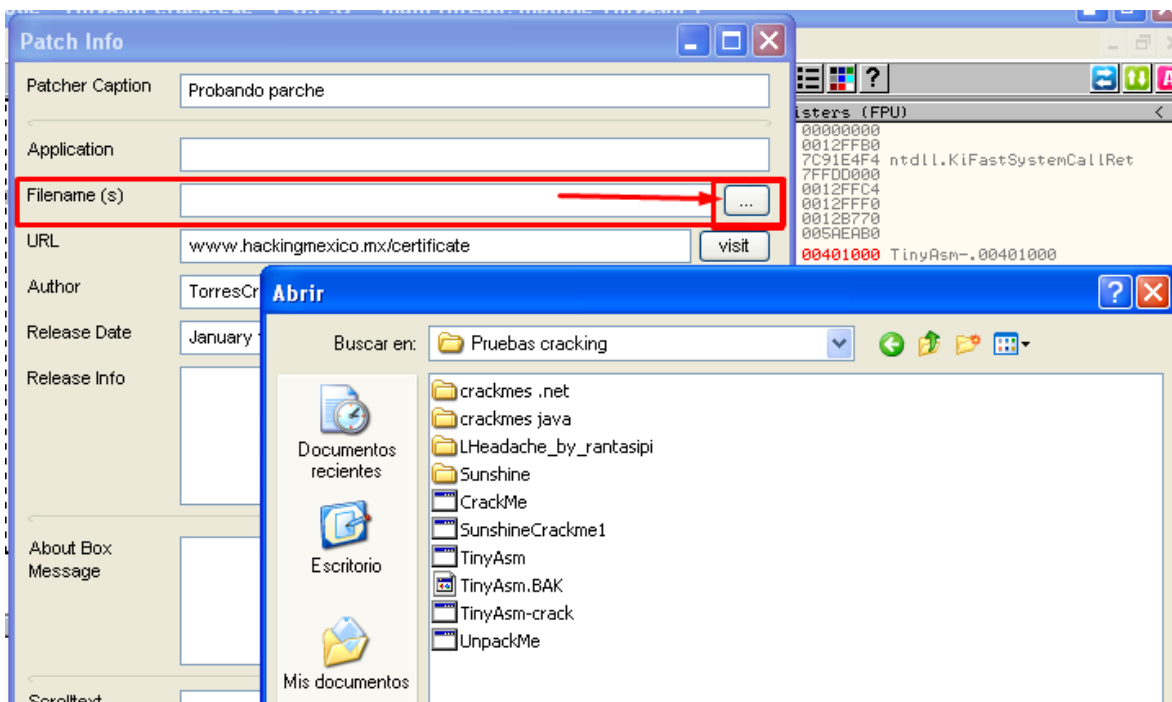 Patch Info
Patcher Caption
Probando parche
Application
Filename (s)
...
URL
www.hackingmexico.mx/certificate
visit
Author
TorresCr
Release Date
January
Release Info
About Box
Message
Scrolltext
?
isters (FPU)
<
00000000
0012FFB0
7C91E4F4 ntdll.KiFastSystemCallRet
7FFDD000
0012FFC4
0012FFF0
0012B770
005AEAB0
00401000 TinyAsm-.00401000
Abrir
?
Buscar en:
Pruebas cracking
Documentos
recientes
Escritorio
Mis documentos
crackmes .net
crackmes java
LHeadache_by_rantasipi
Sunshine
CrackMe
SunshineCrackme1
TinyAsm
TinyAsm.BAK
TinyAsm-crack
UnpackMe